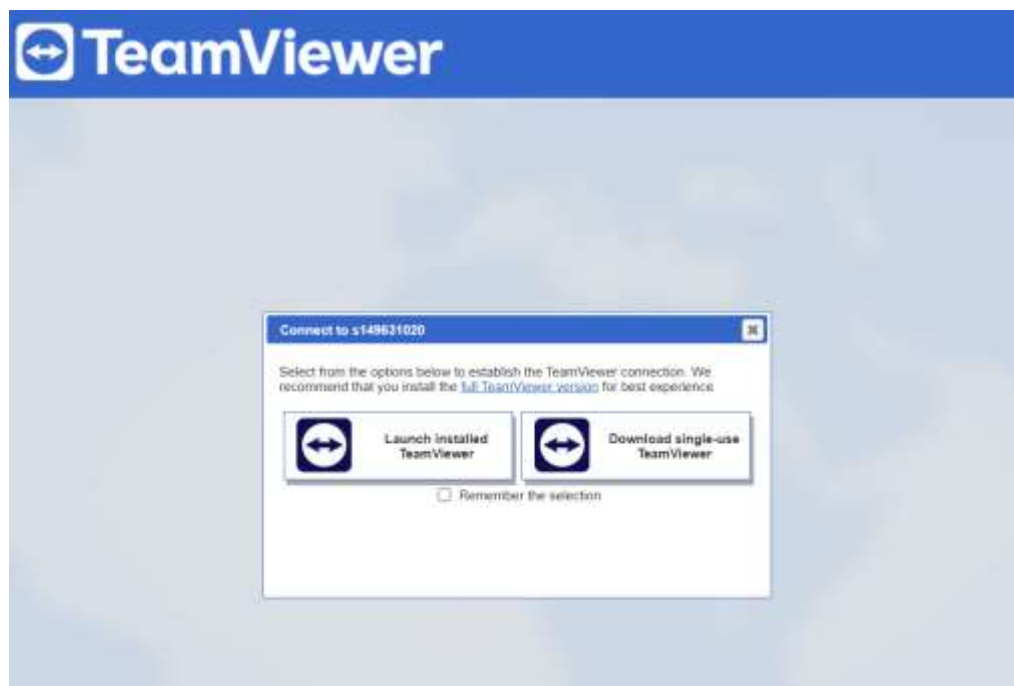 TeamViewer
Connect to s149631020
Select from the options below to establish the TeamViewer connection. We
recommend that you install the full TeamViewer version for best experience
Launch installed
TeamViewer
Download single-use
TeamViewer
Remember the selection